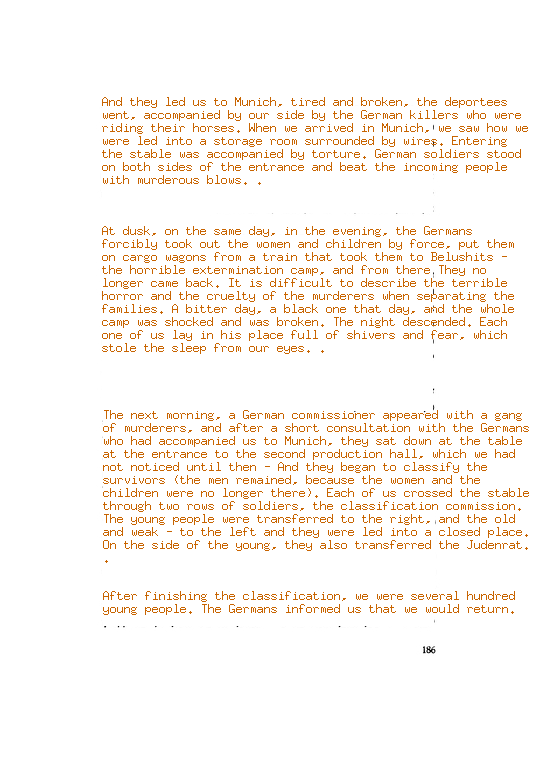 And they led us to Munich, tired and broken, the deportees
went, accompanied by our side by the German killers who were
riding their horses. When we arrived in Munich, we saw how we
were led into a storage room surrounded by wires. Entering
the stable was accompanied by torture. German soldiers stood
on both sides of the entrance and beat the incoming people
with murderous blows. .
At dusk, on the same day, in the evening, the Germans
forcibly took out the women and children by force, put them
on cargo wagons from a train that took them to Belushits -
the horrible extermination camp, and from there They no
longer came back. It is difficult to describe the terrible
horror and the cruelty of the murderers when separating the
families. A bitter day, a black one that day, and the whole
camp was shocked and was broken. The night descended. Each
one of us lay in his place full of shivers and fear, which
stole the sleep from our eyes. .
The next morning, a German commissioner appeared with a gang
of murderers, and after a short consultation with the Germans
who had accompanied us to Munich, they sat down at the table
at the entrance to the second production hall, which we had
not noticed until then - And they began to classify the
survivors (the men remained, because the women and the
children were no longer there). Each of us crossed the stable
through two rows of soldiers, the classification commission.
The young people were transferred to the right, and the old
and weak - to the left and they were led into a closed place.
On the side of the young, they also transferred the Judenrat.
.
After finishing the classification, we were several hundred
young people. The Germans informed us that we would return.
186